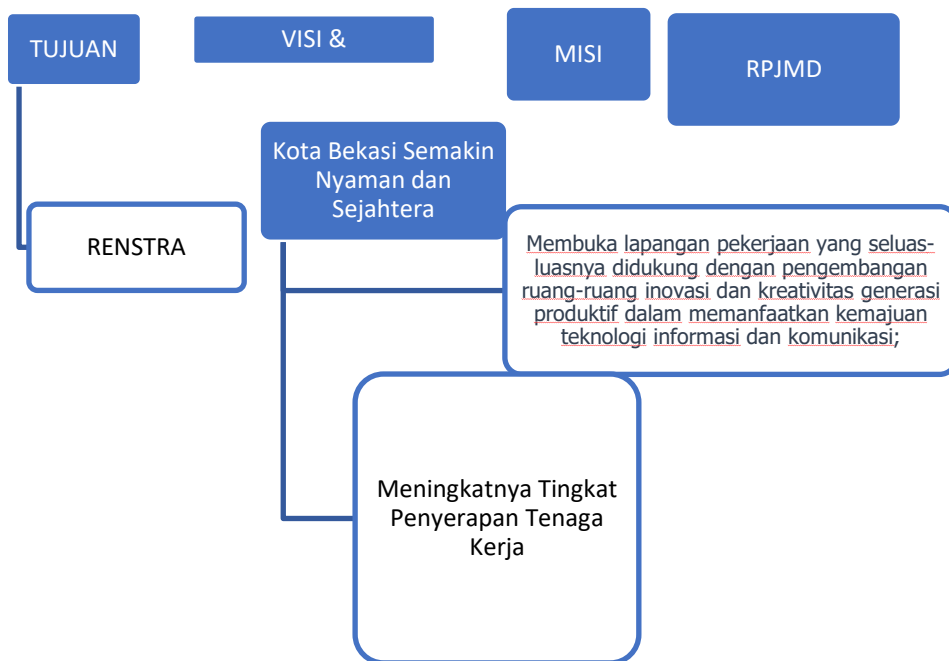 TUJUAN
VISI &
MISI
RPJMD
Kota Bekasi Semakin
Nyaman dan
Sejahtera
RENSTRA
Membuka lapangan pekerjaan yang seluas-
luasnya didukung dengan pengembangan
ruang-ruang inovasi dan kreativitas generasi
produktif dalam memanfaatkan kemajuan
teknologi informasi dan komunikasi;
Meningkatnya Tingkat
Penyerapan Tenaga
Kerja